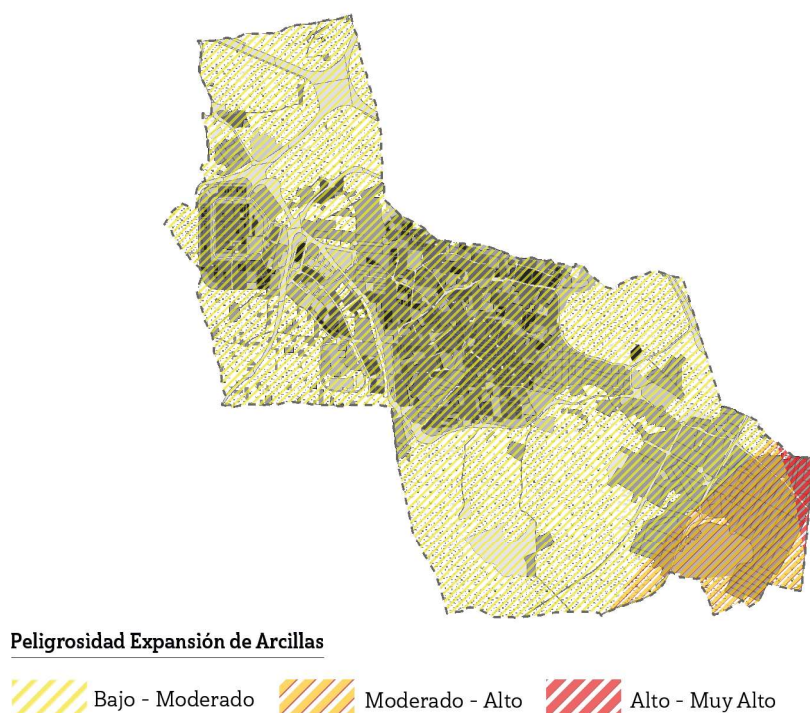 Peligrosidad Expansión de Arcillas
Bajo - Moderado
Moderado - Alto
Alto - Muy Alto